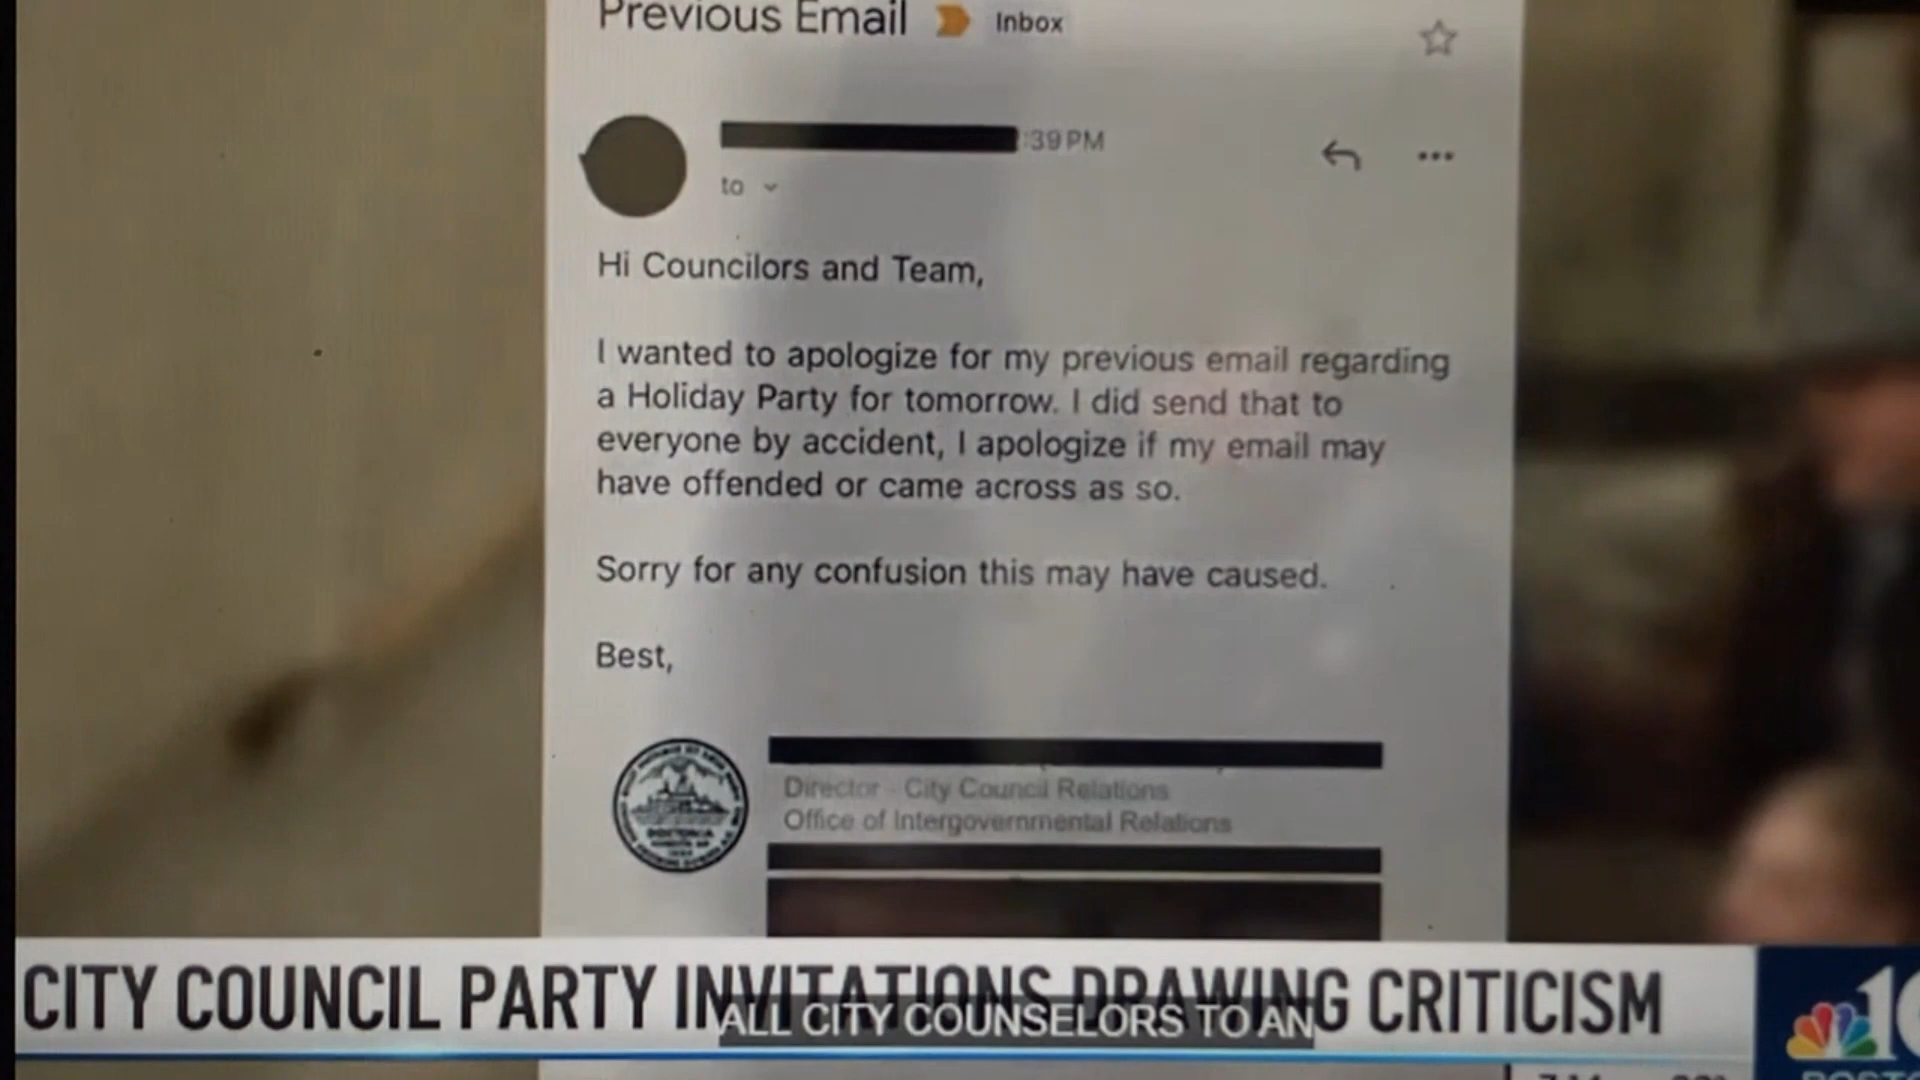 Previous Email Inbox
:39 PM
to
Hi Councilors and Team,
I wanted to apologize for my previous email regarding
a Holiday Party for tomorrow. I did send that to
everyone by accident, I apologize if my email may
have offended or came across as so.
Sorry for any confusion this may have caused.
Best,
BOSTONIA
Director - City Council Relations
Office of Intergovernmental Relations
CITY COUNCIL PARTY INVITATIONS DRAWING CRITICISM
ALL CITY COUNSELORS TO AN